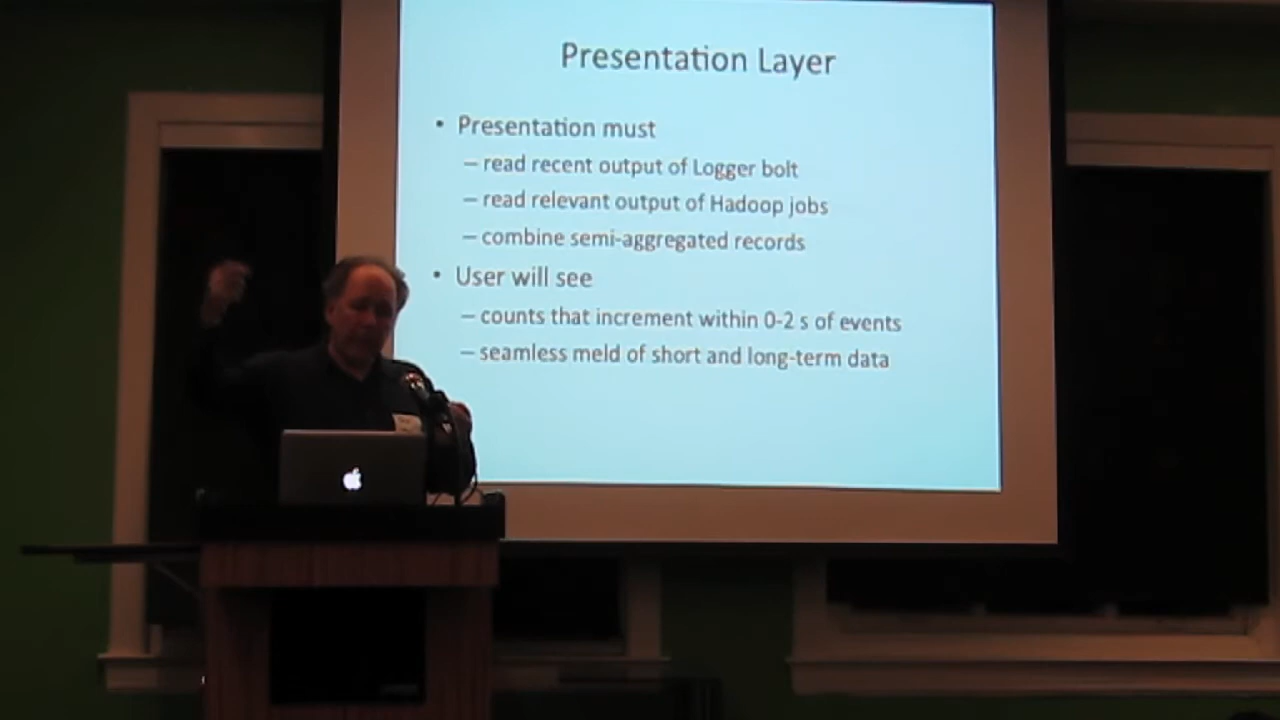 Presentation Layer
• Presentation must
– read recent output of Logger bolt
– read relevant output of Hadoop jobs
– combine semi-aggregated records
• User will see
– counts that increment within 0-2 s of events
– seamless meld of short and long-term data